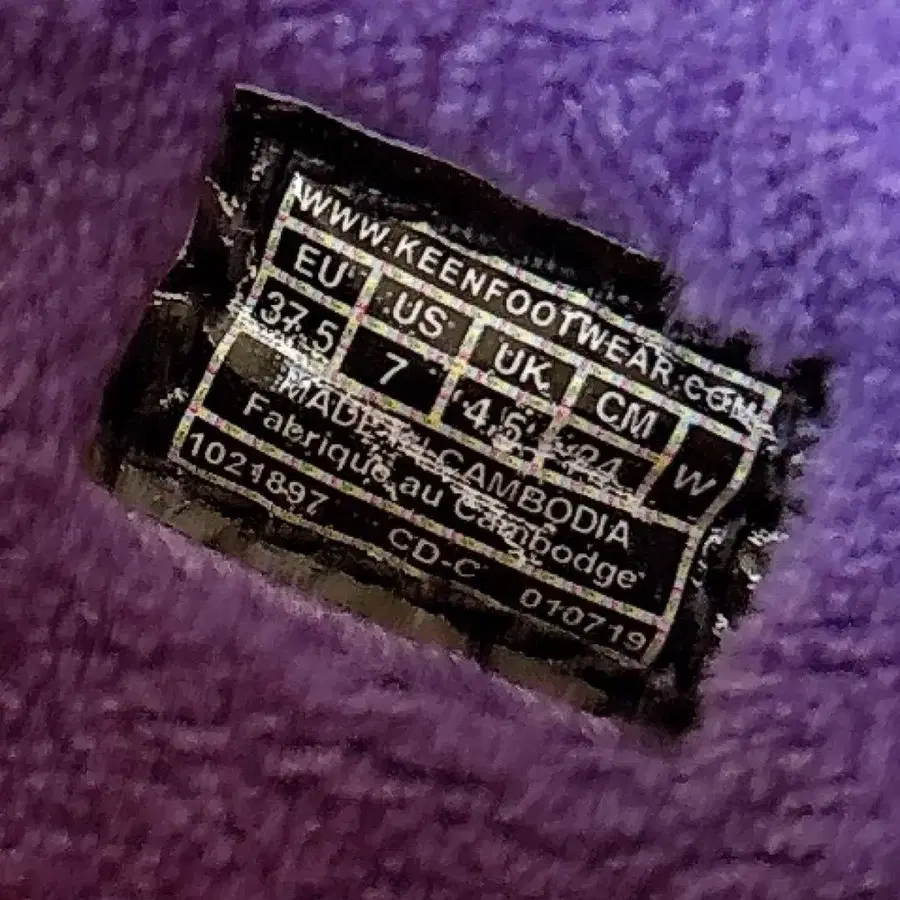 WWW.KEENFOOTWEAR.COM
EU US UK CM W
37.5 7 4.5 24
MADE IN CAMBODIA
Fabriqué au Cambodge
1021897 CD-C 010719